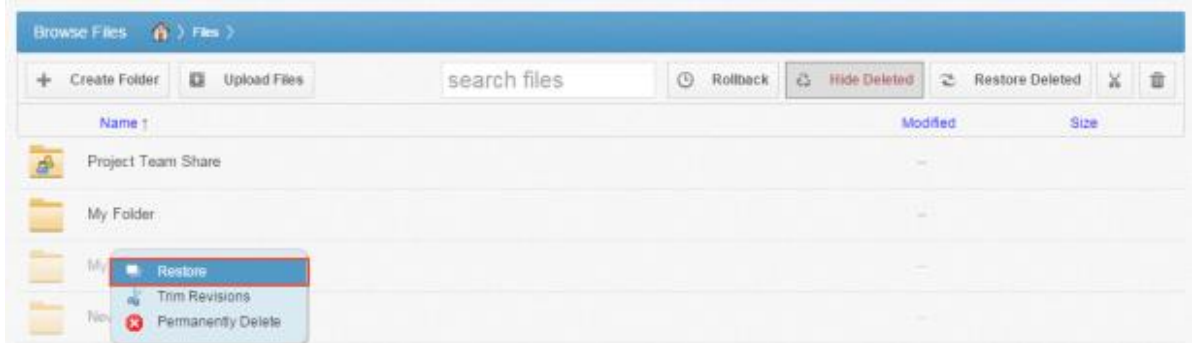 Browse Files Files
Create Folder Upload Files search files Rollback Hide Deleted Restore Deleted
Name ↑ Modified Size
Project Team Share --
My Folder --
My --
Restore
Trim Revisions
Permanently Delete